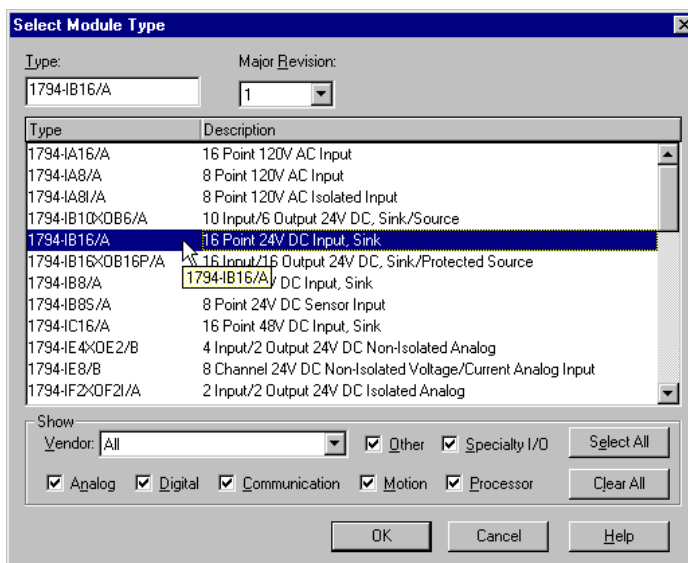 Select Module Type
Type: Major Revision:
1794-IB16/A 1
Type Description
1794-IA16/A 16 Point 120V AC Input
1794-IA8/A 8 Point 120V AC Input
1794-IA8I/A 8 Point 120V AC Isolated Input
1794-IB10XOB6/A 10 Input/6 Output 24V DC, Sink/Source
1794-IB16/A 16 Point 24V DC Input, Sink
1794-IB16XOB16P/A 16 Input/16 Output 24V DC, Sink/Protected Source
1794-IB8/A 1794-IB16/A DC Input, Sink
1794-IB8S/A 8 Point 24V DC Sensor Input
1794-IC16/A 16 Point 48V DC Input, Sink
1794-IE4XOE2/B 4 Input/2 Output 24V DC Non-Isolated Analog
1794-IE8/B 8 Channel 24V DC Non-Isolated Voltage/Current Analog Input
1794-IF2XOF2I/A 2 Input/2 Output 24V DC Isolated Analog
Show
Vendor: All Other Specialty I/O Select All
Analog Digital Communication Motion Processor Clear All
OK Cancel Help